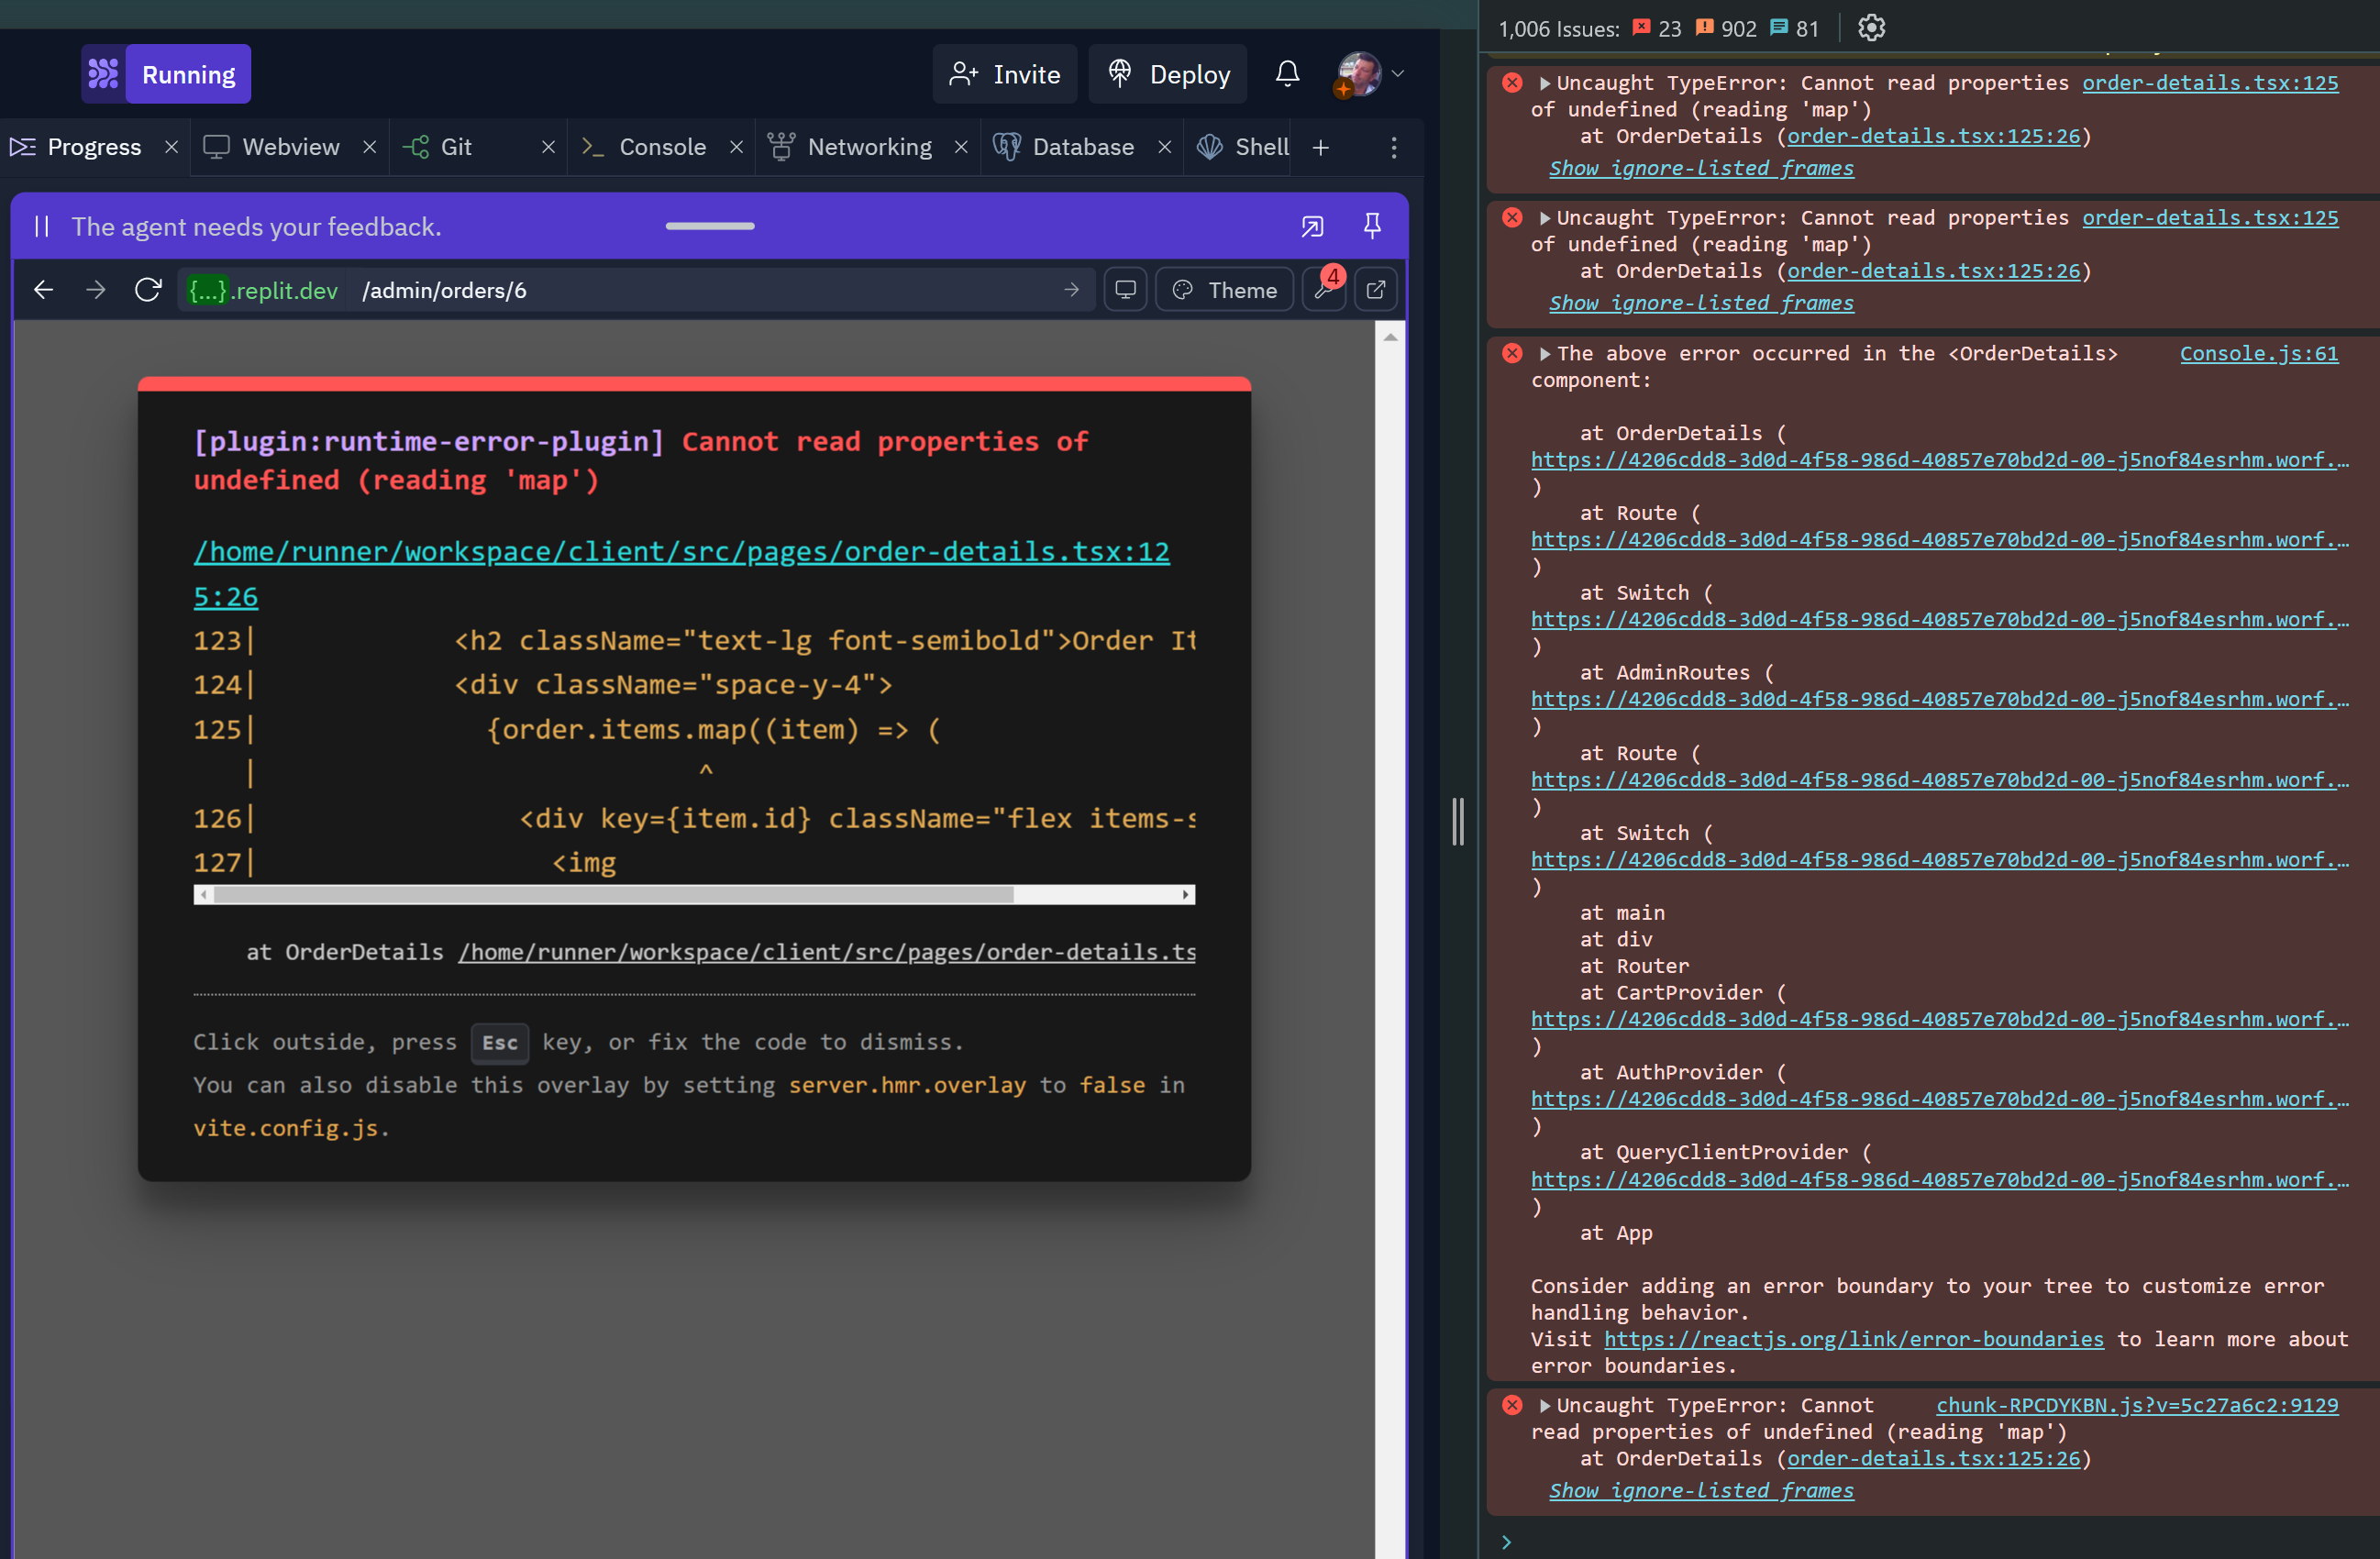 Running
Invite
Deploy
Progress
Webview
Git
Console
Networking
Database
Shell
The agent needs your feedback.
{...}.replit.dev /admin/orders/6
Theme
4
[plugin:runtime-error-plugin] Cannot read properties of
undefined (reading 'map')
/home/runner/workspace/client/src/pages/order-details.tsx:12
5:26
123| <h2 className="text-lg font-semibold">Order It
124| <div className="space-y-4">
125| {order.items.map((item) => (
| ^
126| <div key={item.id} className="flex items-s
127| <img
at OrderDetails /home/runner/workspace/client/src/pages/order-details.ts
Click outside, press Esc key, or fix the code to dismiss.
You can also disable this overlay by setting server.hmr.overlay to false in
vite.config.js.
1,006 Issues: 23 902 81
Uncaught TypeError: Cannot read properties order-details.tsx:125
of undefined (reading 'map')
at OrderDetails (order-details.tsx:125:26)
Show ignore-listed frames
Uncaught TypeError: Cannot read properties order-details.tsx:125
of undefined (reading 'map')
at OrderDetails (order-details.tsx:125:26)
Show ignore-listed frames
The above error occurred in the <OrderDetails> Console.js:61
component:
at OrderDetails (
https://4206cdd8-3d0d-4f58-986d-40857e70bd2d-00-j5nof84esrhm.worf.…
)
at Route (
https://4206cdd8-3d0d-4f58-986d-40857e70bd2d-00-j5nof84esrhm.worf.…
)
at Switch (
https://4206cdd8-3d0d-4f58-986d-40857e70bd2d-00-j5nof84esrhm.worf.…
)
at AdminRoutes (
https://4206cdd8-3d0d-4f58-986d-40857e70bd2d-00-j5nof84esrhm.worf.…
)
at Route (
https://4206cdd8-3d0d-4f58-986d-40857e70bd2d-00-j5nof84esrhm.worf.…
)
at Switch (
https://4206cdd8-3d0d-4f58-986d-40857e70bd2d-00-j5nof84esrhm.worf.…
)
at main
at div
at Router
at CartProvider (
https://4206cdd8-3d0d-4f58-986d-40857e70bd2d-00-j5nof84esrhm.worf.…
)
at AuthProvider (
https://4206cdd8-3d0d-4f58-986d-40857e70bd2d-00-j5nof84esrhm.worf.…
)
at QueryClientProvider (
https://4206cdd8-3d0d-4f58-986d-40857e70bd2d-00-j5nof84esrhm.worf.…
)
at App
Consider adding an error boundary to your tree to customize error
handling behavior.
Visit https://reactjs.org/link/error-boundaries to learn more about
error boundaries.
Uncaught TypeError: Cannot chunk-RPCDYKBN.js?v=5c27a6c2:9129
read properties of undefined (reading 'map')
at OrderDetails (order-details.tsx:125:26)
Show ignore-listed frames